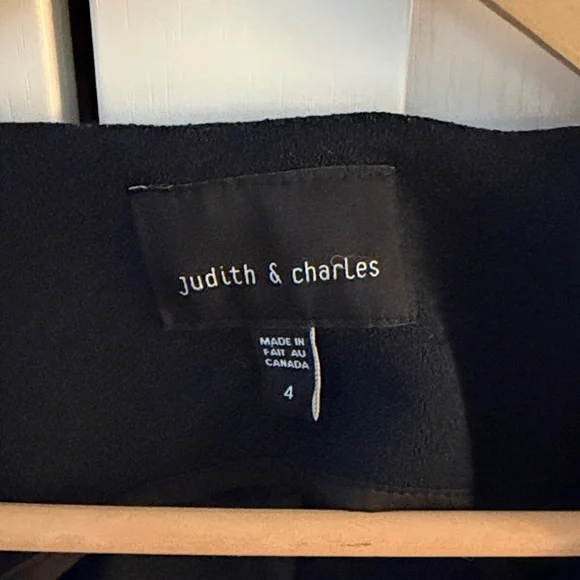 judith & charles
MADE IN
FAIT AU
CANADA
4